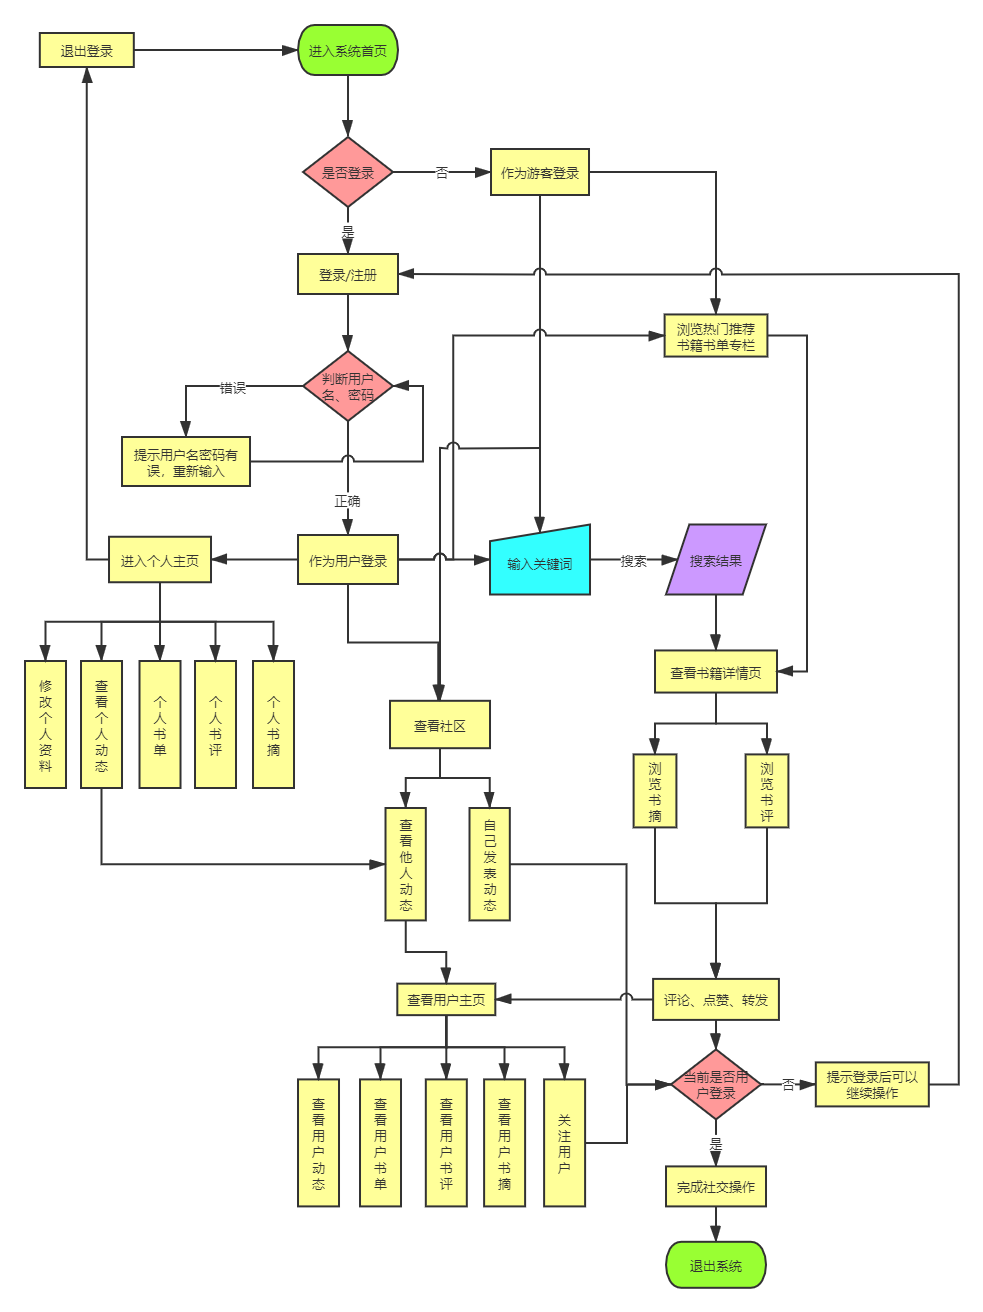 退出登录
进入系统首页
是否登录
否
作为游客登录
是
登录/注册
浏览热门推荐
书籍书单专栏
判断用户
名、密码
错误
提示用户名密码有
误，重新输入
正确
进入个人主页
作为用户登录
输入关键词
搜索
搜索结果
修改个人资料
查看个人动态
个人书单
个人书评
个人书摘
查看书籍详情页
查看社区
浏览书摘
浏览书评
查看他人动态
自己发表动态
查看用户主页
评论、点赞、转发
当前是否用
户登录
否
提示登录后可以
继续操作
查看用户动态
查看用户书单
查看用户书评
查看用户书摘
关注用户
是
完成社交操作
退出系统